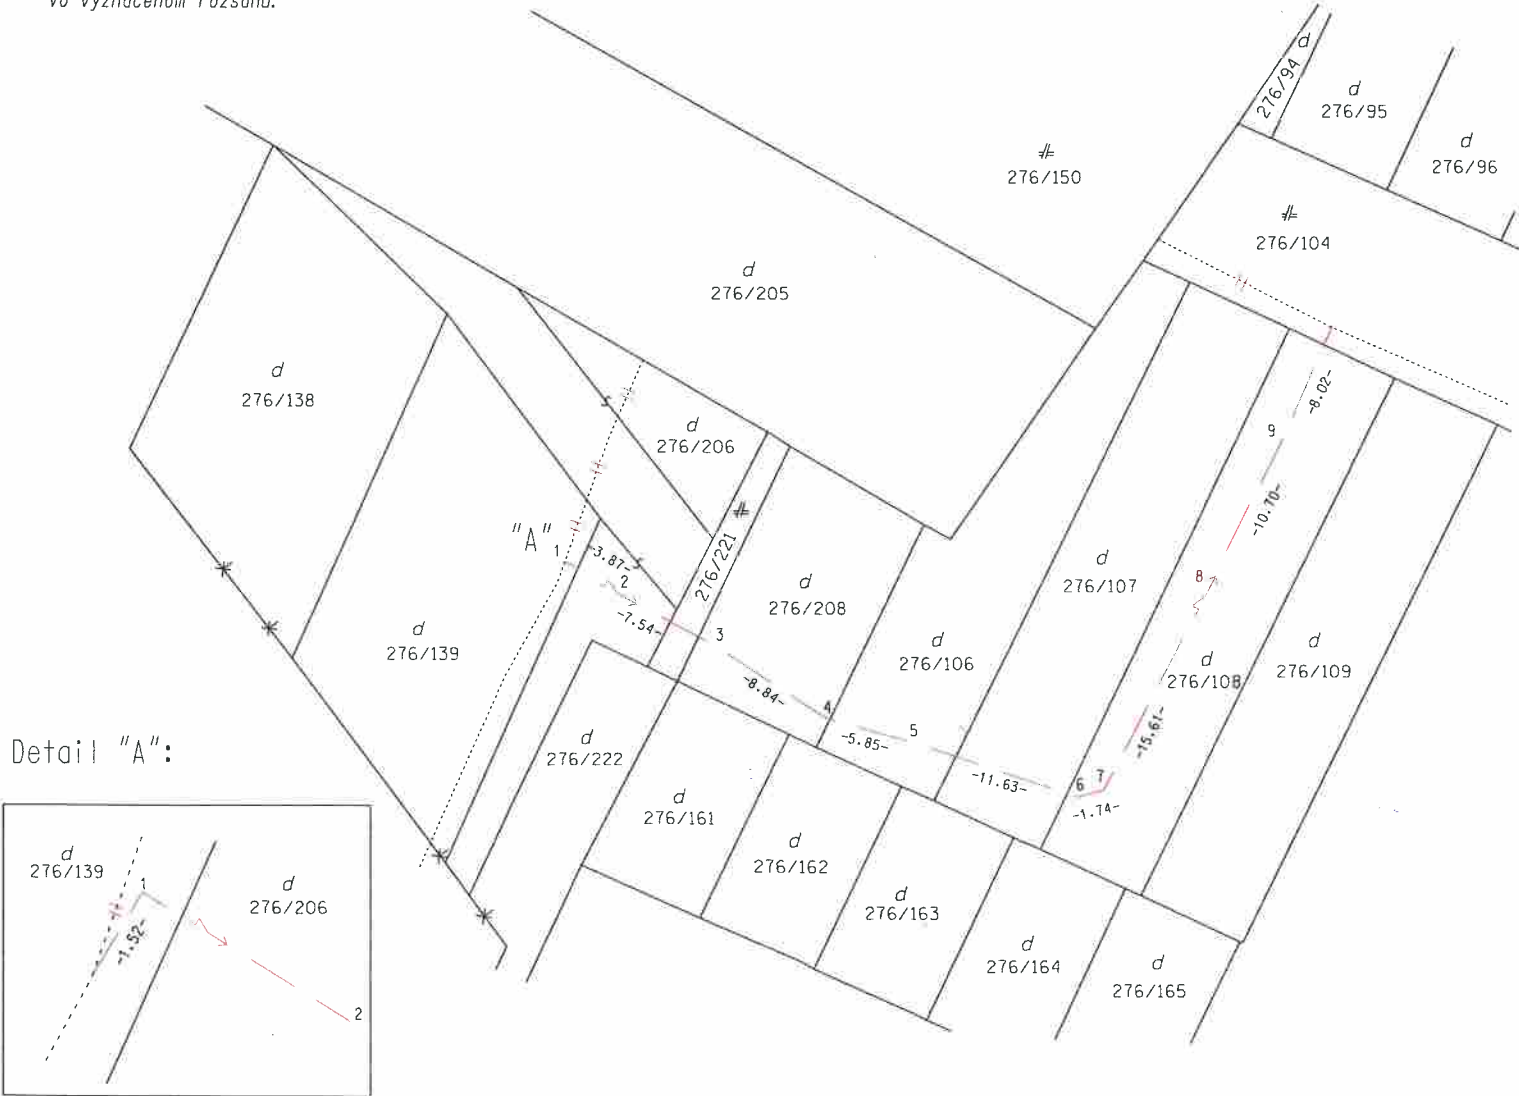 vo vyznačenom rozsahu.
d
276/94
d
276/95
d
276/96
276/150
276/104
d
276/205
d
276/138
d
276/206
276/221
"A"
1
-3.87-
2
-7.54-
3
d
276/208
-8.84-
4
d
276/106
5
-5.85-
-11.63-
6
7
-1.74-
d
276/107
8
9
-8.02-
-10.70-
-15.61-
d
276/108
d
276/109
d
276/139
d
276/222
d
276/161
d
276/162
d
276/163
d
276/164
d
276/165
Detail "A":
d
276/139
1
-1.52-
d
276/206
2